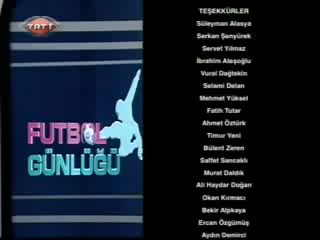 TRT 1
FUTBOL
GÜNLÜĞÜ
TEŞEKKÜRLER
Süleyman Alasya
Serkan Şenyürek
Servet Yılmaz
İbrahim Ateşoğlu
Vural Dağtekin
Selami Delan
Mehmet Yüksel
Fatih Tutar
Ahmet Öztürk
Timur Yeni
Bülent Zeren
Saffet Sancaklı
Murat Daldık
Ali Haydar Doğan
Okan Kırmacı
Bekir Alpkaya
Ercan Özgümüş
Aydın Demirci